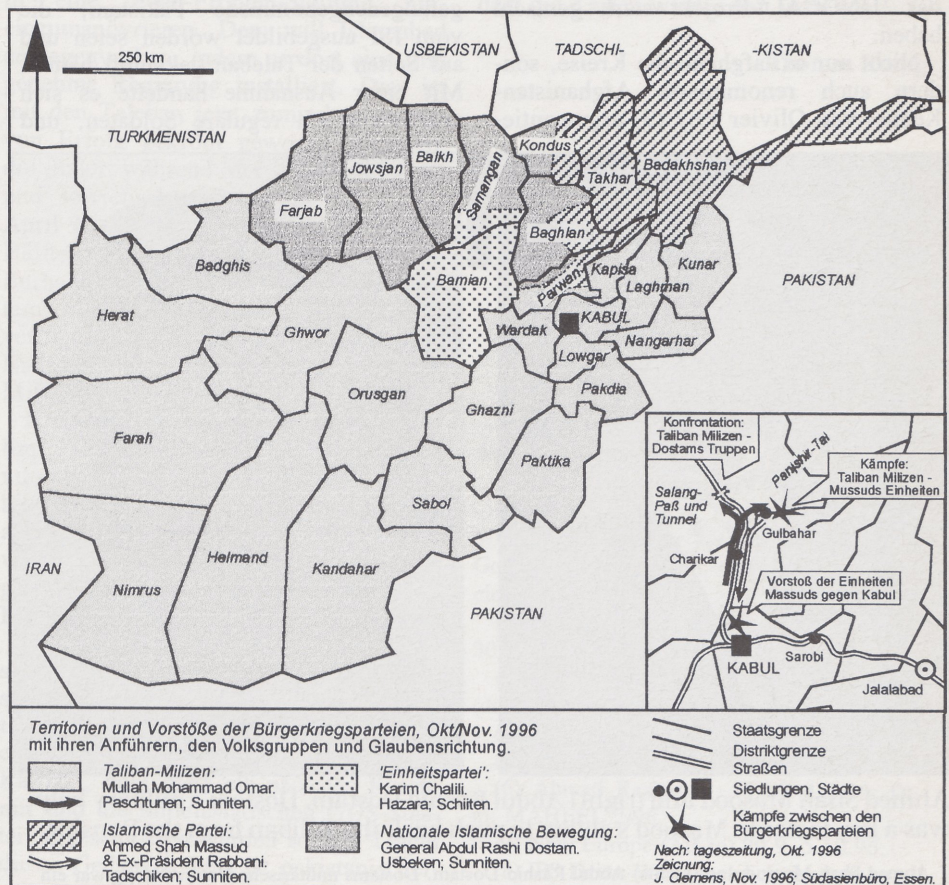 USBEKISTAN
TADSCHI-
-KISTAN
250 km
TURKMENISTAN
Kondus
Balkh
Jowsjan
Samangan
Takhar
Badakhshan
Farjab
Baghlan
Badghis
Bamian
Parwan
Kapisa
Kunar
Laghman
PAKISTAN
Herat
Ghwor
Wardak
KABUL
Nangarhar
Lowgar
Orusgan
Pakdia
Ghazni
Farah
Paktika
Sabol
IRAN
Helmand
Kandahar
Nimrus
PAKISTAN
Konfrontation:
Taliban Milizen -
Dostams Truppen
Panjshir-Tal
Kämpfe:
Taliban Milizen -
Mussuds Einheiten
Salang-
Paß und
Tunnel
Gulbahar
Charikar
Vorstoß der Einheiten
Massuds gegen Kabul
KABUL
Sarobi
Jalalabad
Territorien und Vorstöße der Bürgerkriegsparteien, Okt/Nov. 1996
mit ihren Anführern, den Volksgruppen und Glaubensrichtung.
Taliban-Milizen:
Mullah Mohammad Omar.
Paschtunen; Sunniten.
Islamische Partei:
Ahmed Shah Massud
& Ex-Präsident Rabbani.
Tadschiken; Sunniten.
'Einheitspartei':
Karim Chalili.
Hazara; Schiiten.
Nationale Islamische Bewegung:
General Abdul Rashi Dostam.
Usbeken; Sunniten.
Staatsgrenze
Distriktgrenze
Straßen
Siedlungen, Städte
Kämpfe zwischen den
Bürgerkriegsparteien
Nach: tageszeitung, Okt. 1996
Zeichnung:
J. Clemens, Nov. 1996; Südasienbüro, Essen.